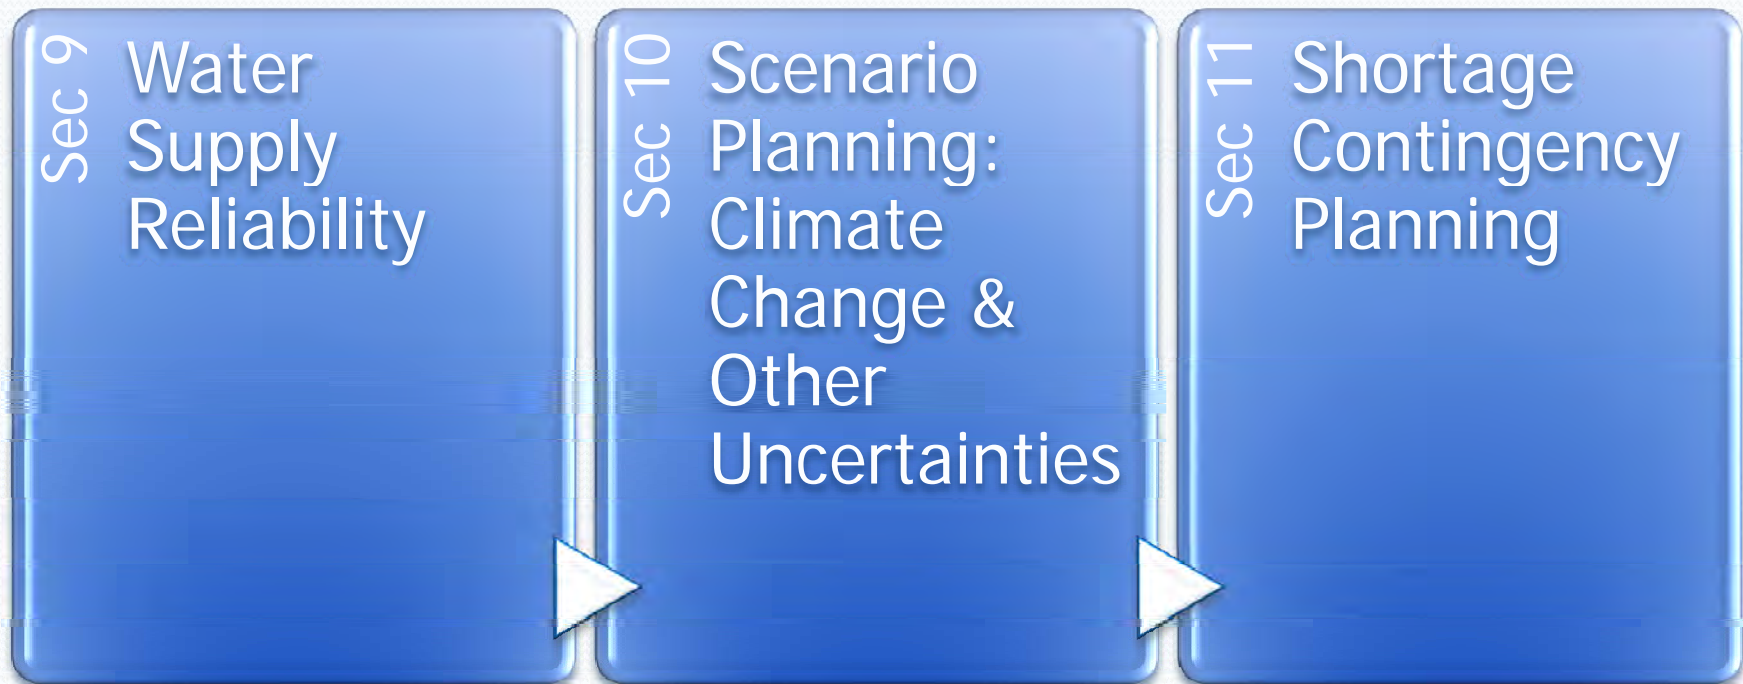 Sec 9
Water
Supply
Reliability
Sec 10
Scenario
Planning:
Climate
Change &
Other
Uncertainties
Sec 11
Shortage
Contingency
Planning